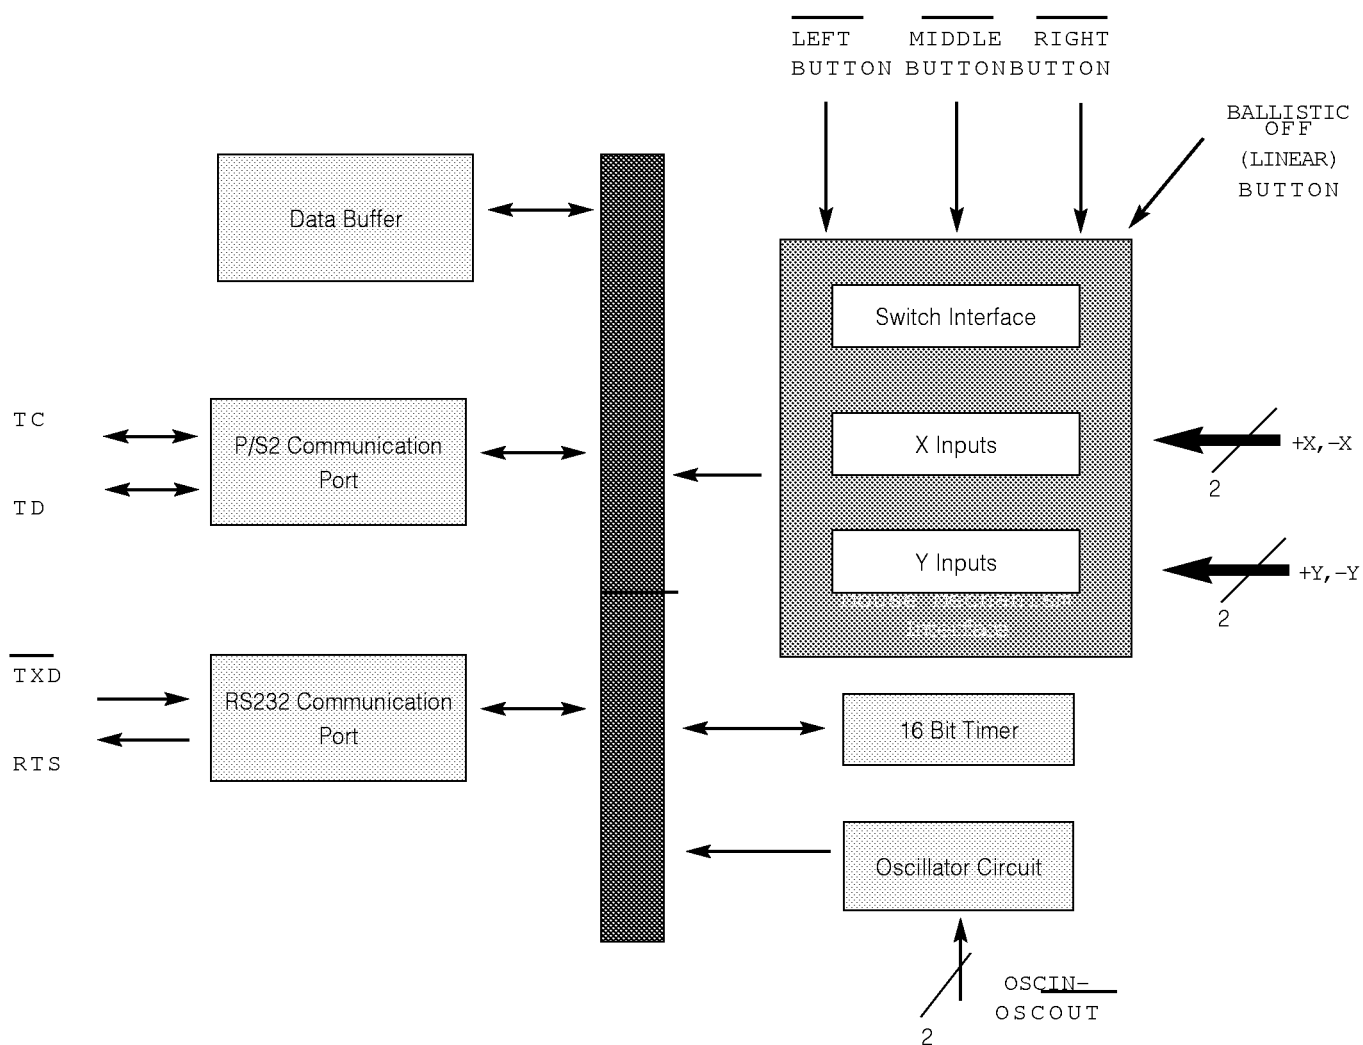 LEFT MIDDLE RIGHT
BUTTON BUTTON BUTTON
BALLISTIC
OFF
(LINEAR)
BUTTON
Data Buffer
Switch Interface
TC
P/S2 Communication
Port
TD
X Inputs
+X,−X
2
Y Inputs
+Y,−Y
2
Interface
TXD
RS232 Communication
Port
RTS
16 Bit Timer
Oscillator Circuit
OSCIN−
OSCOUT
2